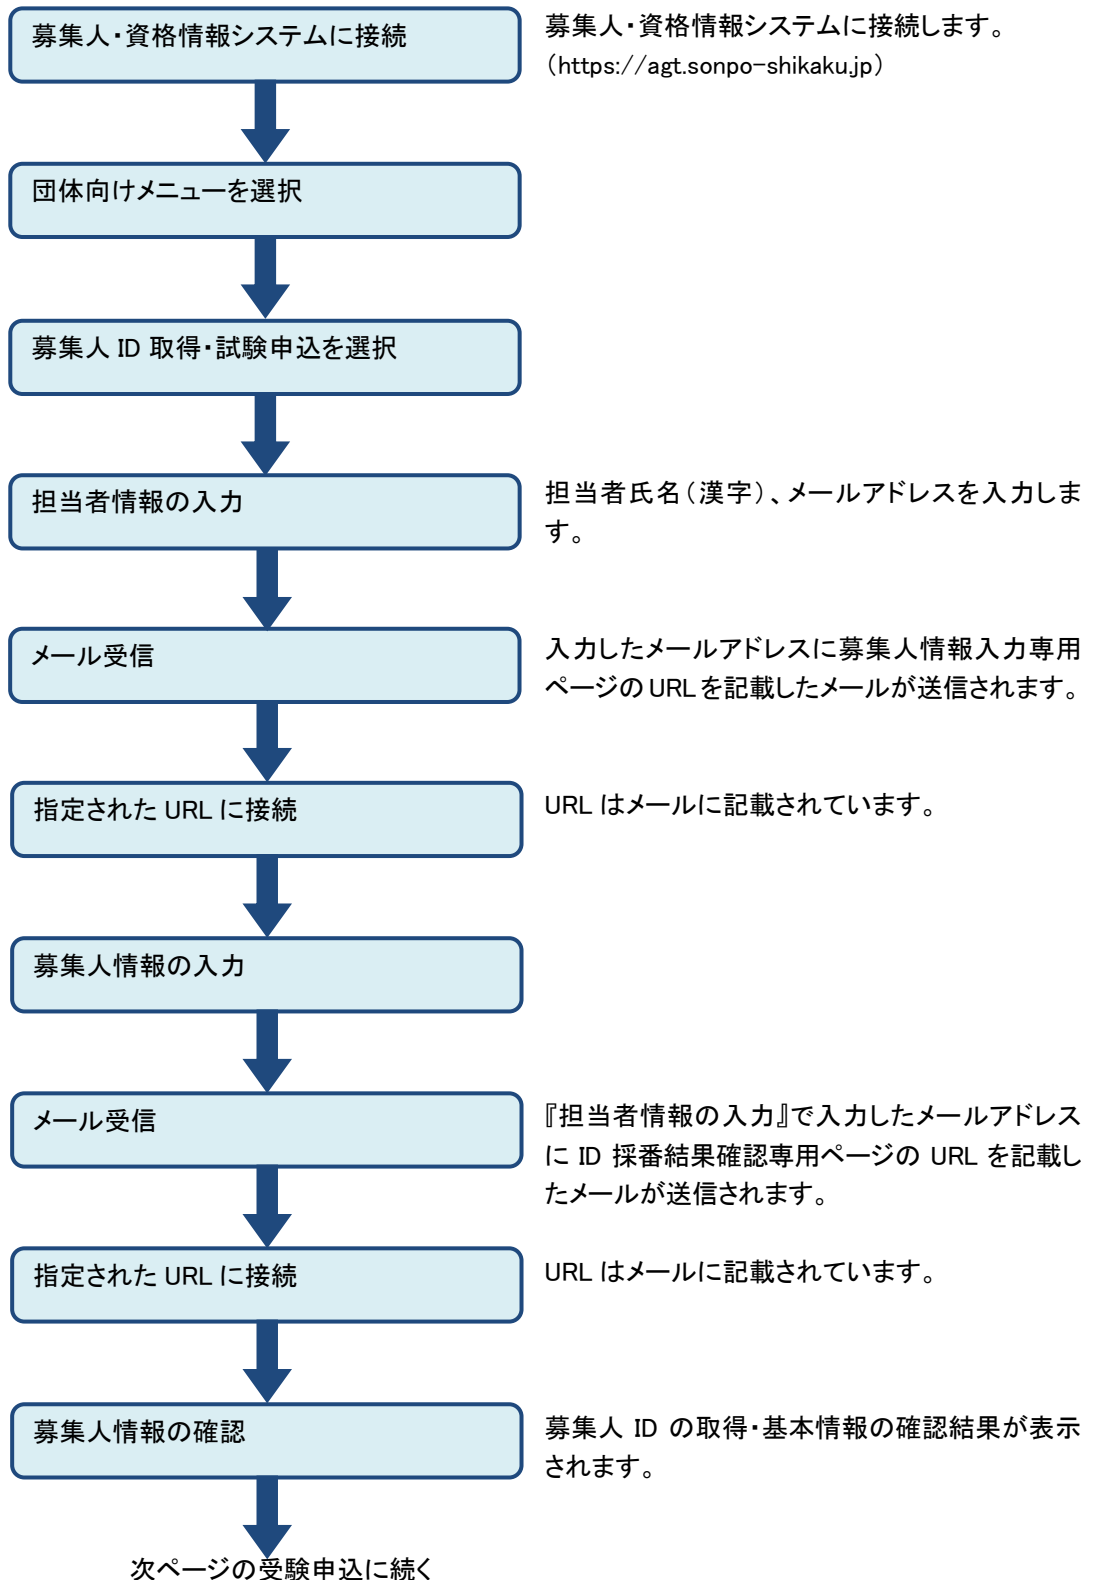 募集人・資格情報システムに接続
募集人・資格情報システムに接続します。
（https://agt.sonpo-shikaku.jp）
団体向けメニューを選択
募集人 ID 取得・試験申込を選択
担当者情報の入力
担当者氏名（漢字）、メールアドレスを入力しま
す。
メール受信
入力したメールアドレスに募集人情報入力専用
ページの URL を記載したメールが送信されます。
指定された URL に接続
URL はメールに記載されています。
募集人情報の入力
メール受信
『担当者情報の入力』で入力したメールアドレス
に ID 採番結果確認専用ページの URL を記載し
たメールが送信されます。
指定された URL に接続
URL はメールに記載されています。
募集人情報の確認
募集人 ID の取得・基本情報の確認結果が表示
されます。
次ページの受験申込に続く